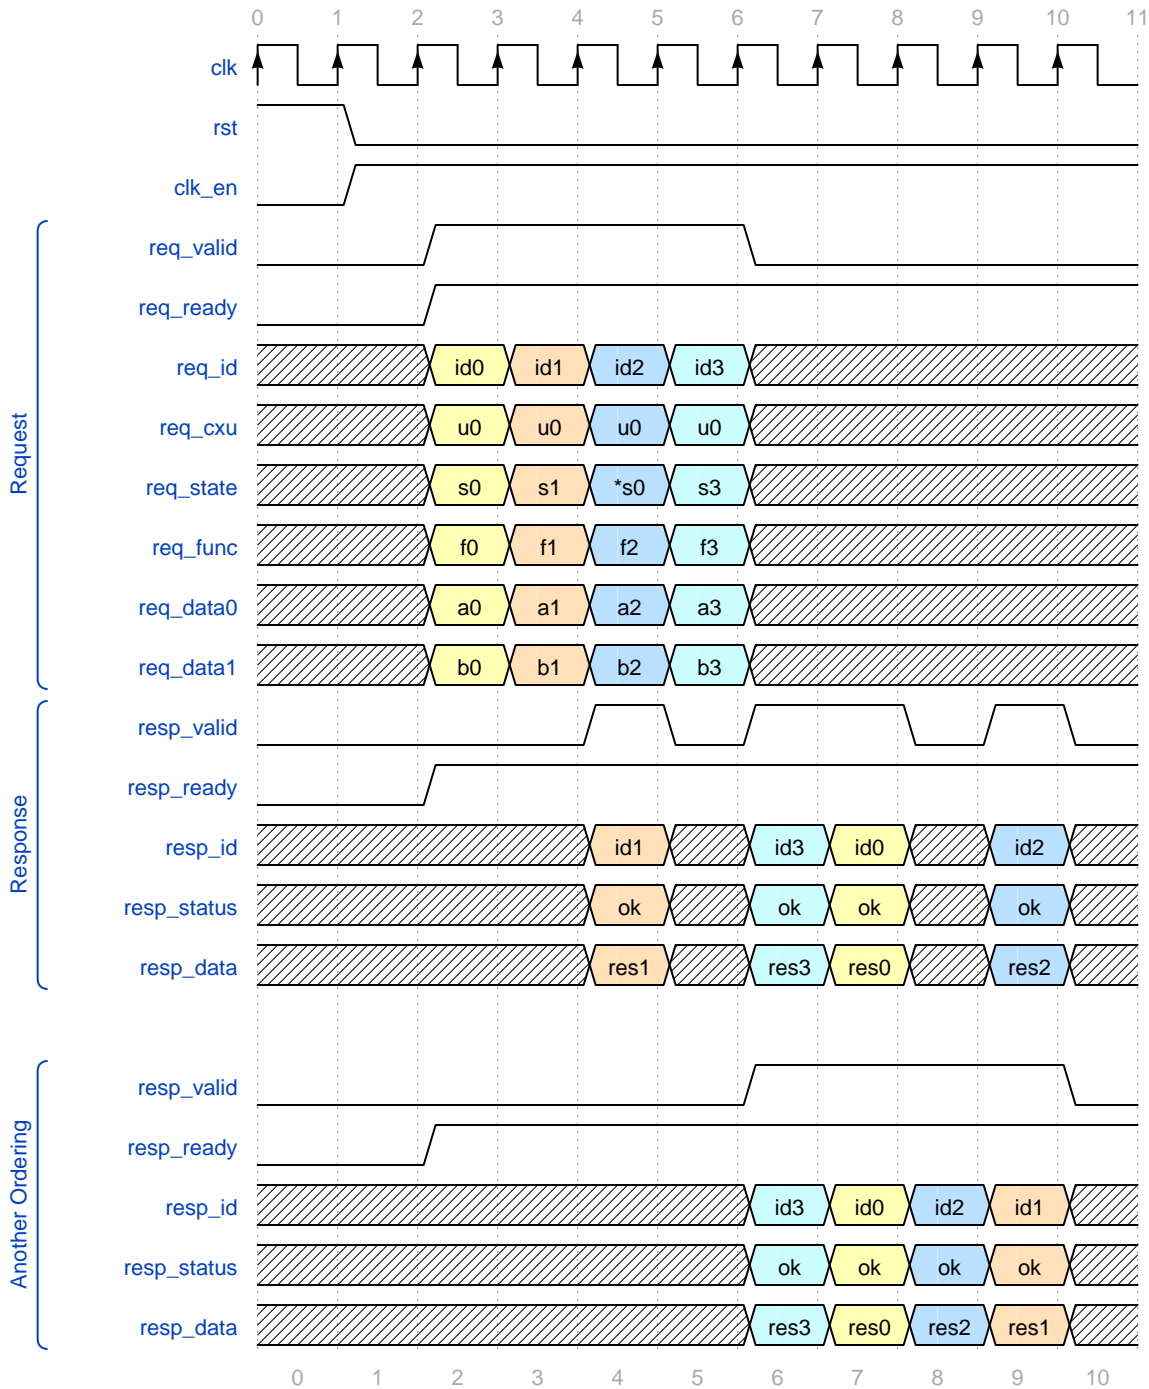 0 1 2 3 4 5 6 7 8 9 10 11
clk
rst
clk_en
Request
req_valid
req_ready
req_id id0 id1 id2 id3
req_cxu u0 u0 u0 u0
req_state s0 s1 *s0 s3
req_func f0 f1 f2 f3
req_data0 a0 a1 a2 a3
req_data1 b0 b1 b2 b3
Response
resp_valid
resp_ready
resp_id id1 id3 id0 id2
resp_status ok ok ok ok
resp_data res1 res3 res0 res2
Another Ordering
resp_valid
resp_ready
resp_id id3 id0 id2 id1
resp_status ok ok ok ok
resp_data res3 res0 res2 res1
0 1 2 3 4 5 6 7 8 9 10